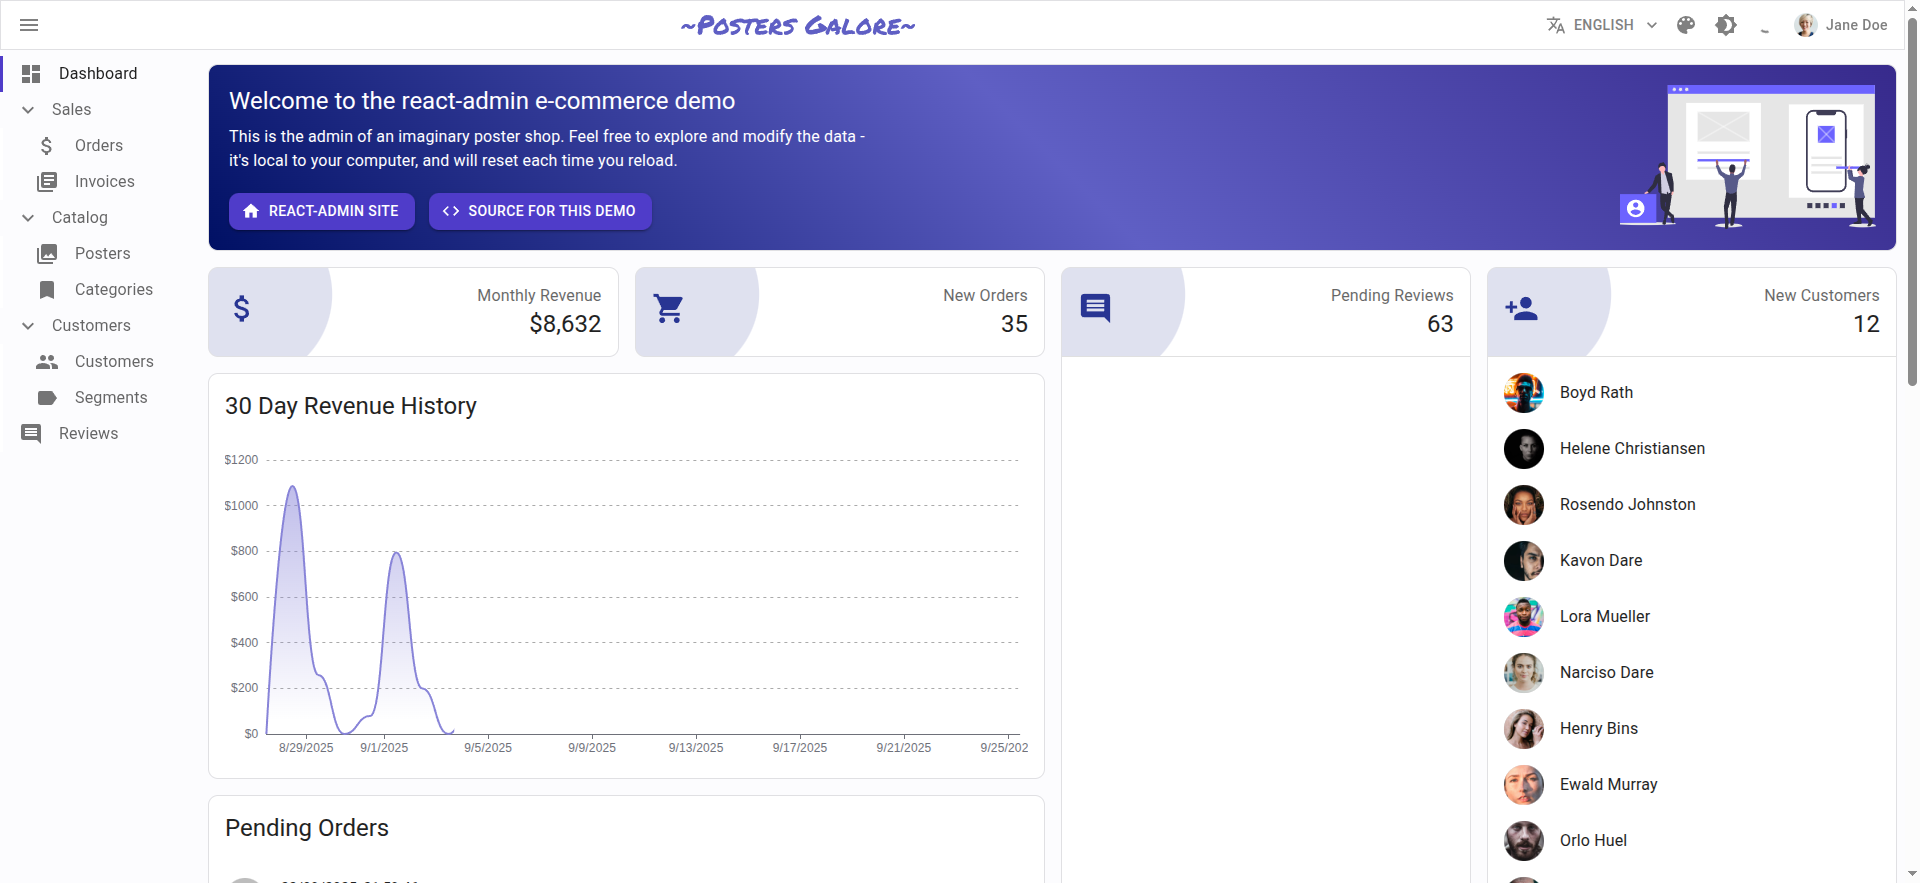 ~Posters Galore~
ENGLISH
Jane Doe
Dashboard
Sales
Orders
Invoices
Catalog
Posters
Categories
Customers
Customers
Segments
Reviews
Welcome to the react-admin e-commerce demo
This is the admin of an imaginary poster shop. Feel free to explore and modify the data -
it's local to your computer, and will reset each time you reload.
REACT-ADMIN SITE
SOURCE FOR THIS DEMO
Monthly Revenue
$8,632
New Orders
35
Pending Reviews
63
New Customers
12
30 Day Revenue History
$1200
$1000
$800
$600
$400
$200
$0
8/29/2025 9/1/2025 9/5/2025 9/9/2025 9/13/2025 9/17/2025 9/21/2025 9/25/202
Pending Orders
Boyd Rath
Helene Christiansen
Rosendo Johnston
Kavon Dare
Lora Mueller
Narciso Dare
Henry Bins
Ewald Murray
Orlo Huel